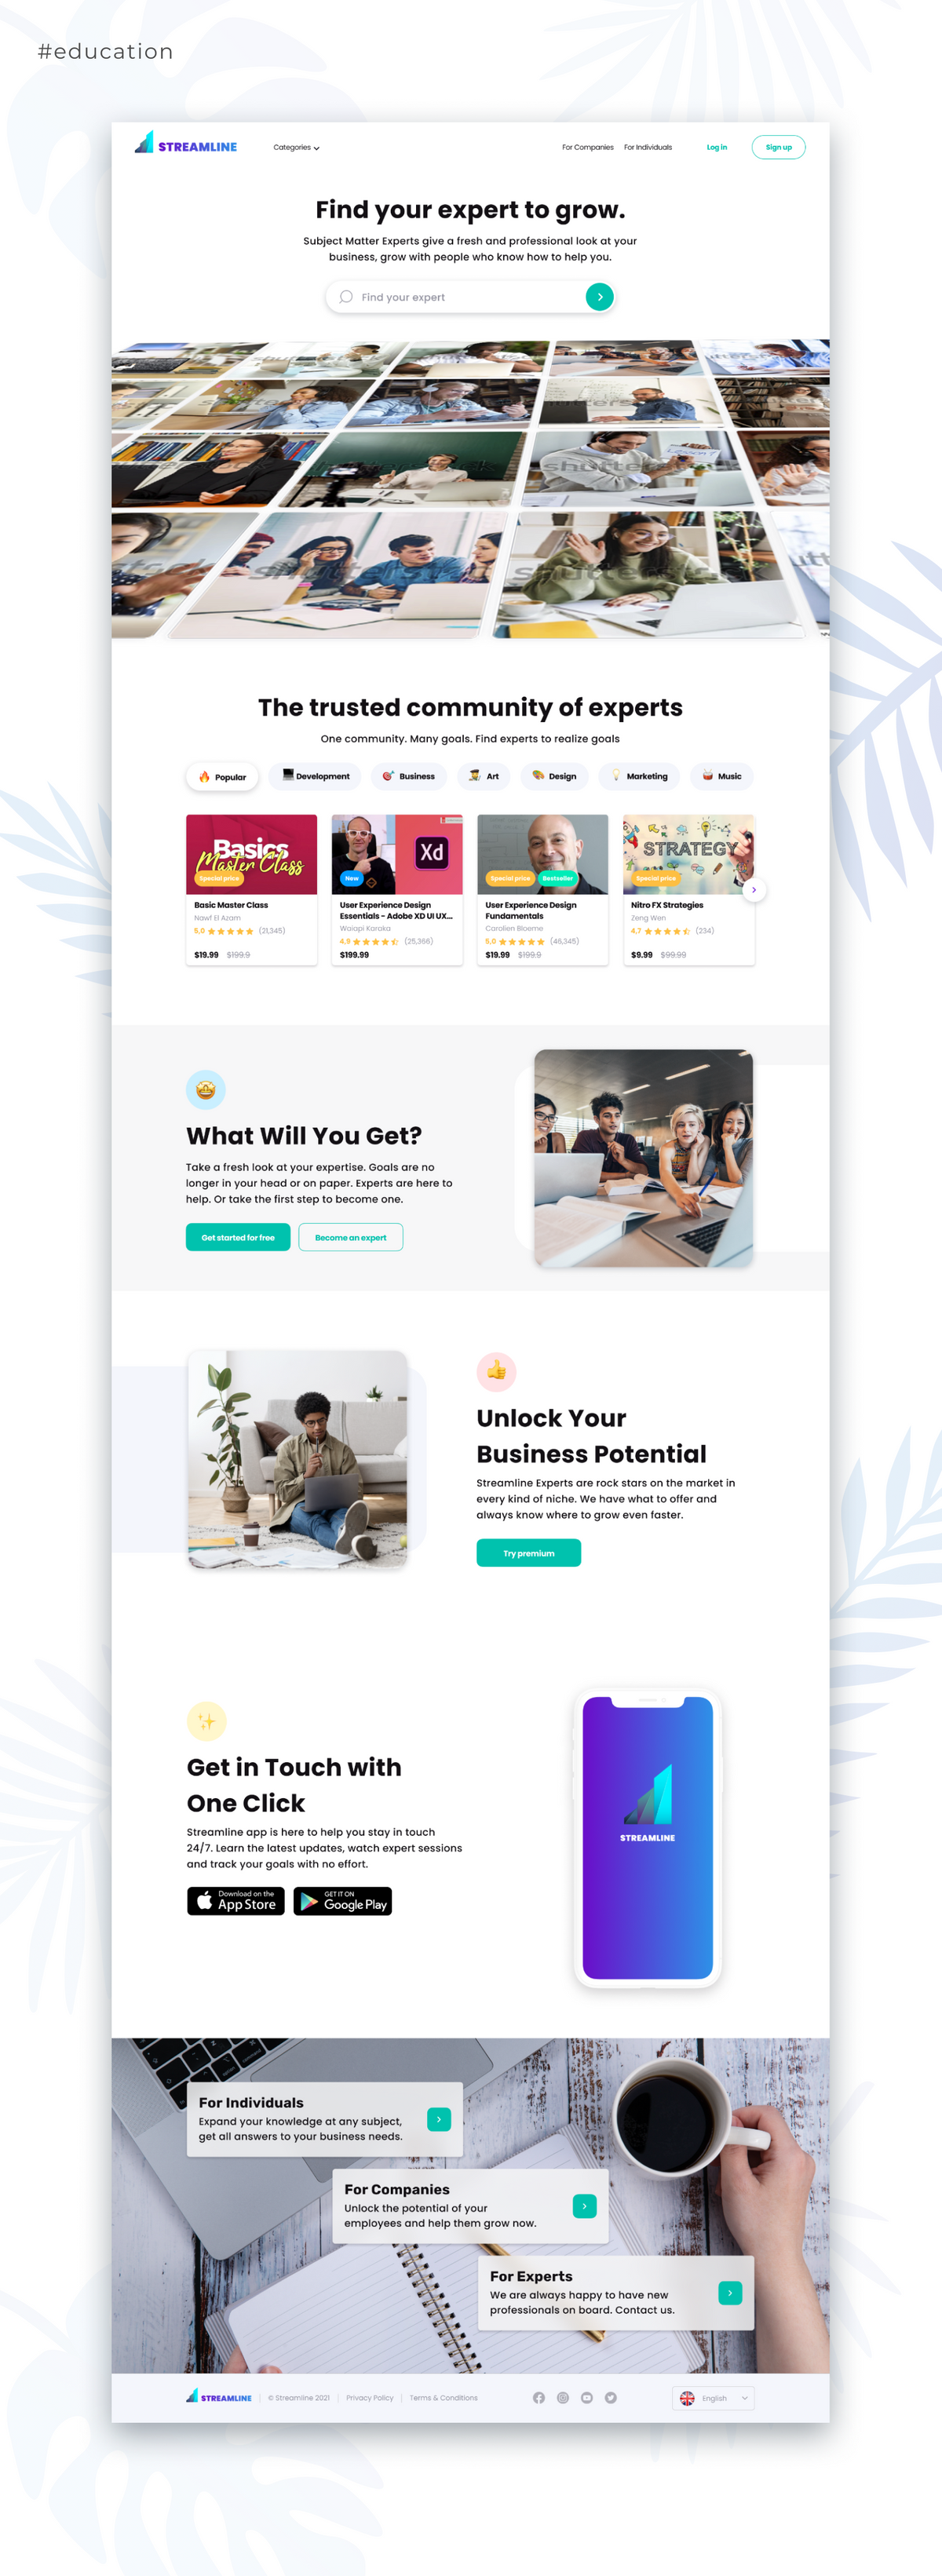 #education
STREAMLINE
Categories
For Companies
For Individuals
Log in
Sign up
Find your expert to grow.
Subject Matter Experts give a fresh and professional look at your
business, grow with people who know how to help you.
Find your expert
shutterstock
The trusted community of experts
One community. Many goals. Find experts to realize goals
Popular
Development
Business
Art
Design
Marketing
Music
Basics
Master Class
Special price
Basic Master Class
Nawf El Azam
5,0
(21,345)
$19.99 $199.9
Xd
New
User Experience Design
Essentials - Adobe XD UI UX...
Waiapi Karaka
4,9
(25,366)
$199.99
Special price
Bestseller
User Experience Design
Fundamentals
Carolien Bloeme
5,0
(46,345)
$19.99 $199.9
STRATEGY
Special price
Nitro FX Strategies
Zeng Wen
4,7
(234)
$9.99 $99.99
What Will You Get?
Take a fresh look at your expertise. Goals are no
longer in your head or on paper. Experts are here to
help. Or take the first step to become one.
Get started for free
Become an expert
Unlock Your
Business Potential
Streamline Experts are rock stars on the market in
every kind of niche. We have what to offer and
always know where to grow even faster.
Try premium
Get in Touch with
One Click
Streamline app is here to help you stay in touch
24/7. Learn the latest updates, watch expert sessions
and track your goals with no effort.
Download on the
App Store
GET IT ON
Google Play
STREAMLINE
For Individuals
Expand your knowledge at any subject,
get all answers to your business needs.
For Companies
Unlock the potential of your
employees and help them grow now.
For Experts
We are always happy to have new
professionals on board. Contact us.
STREAMLINE
© Streamline 2021
Privacy Policy
Terms & Conditions
English